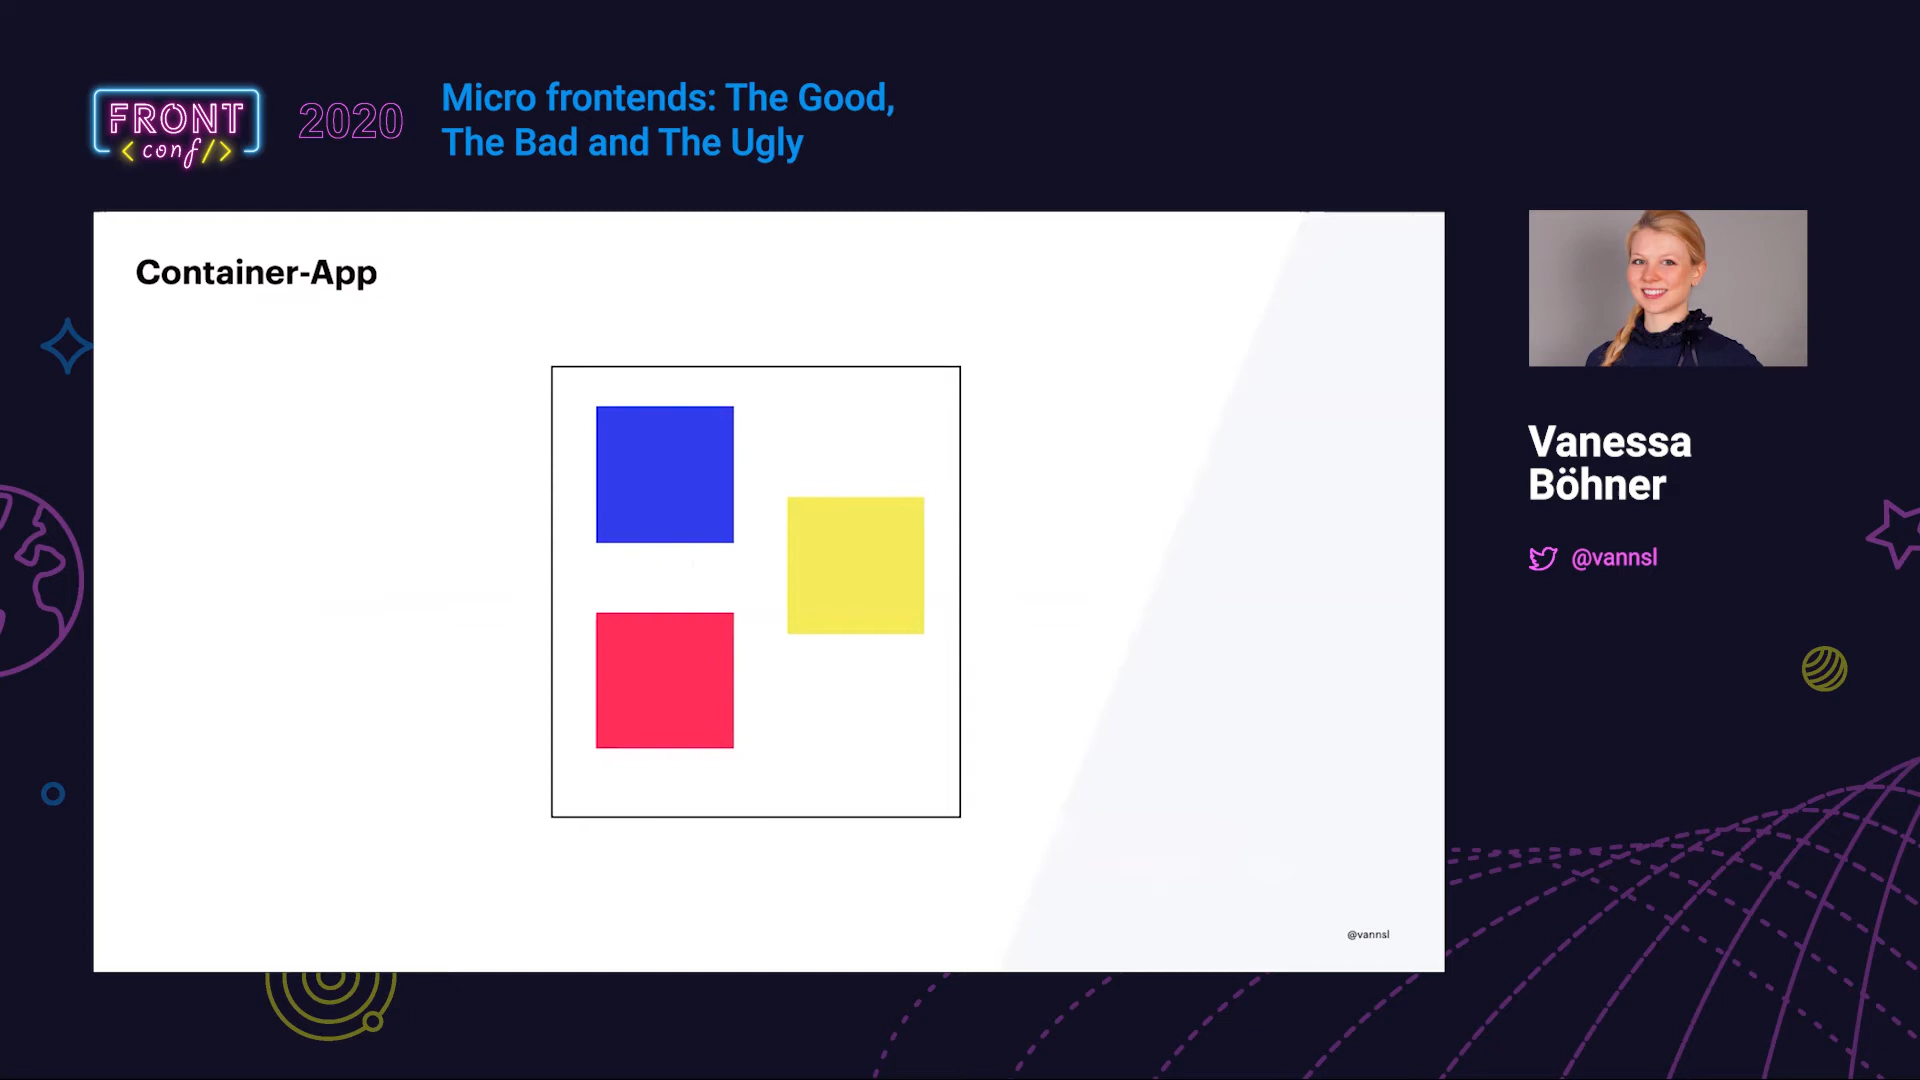 FRONT
< conf/>
2020
Micro frontends: The Good,
The Bad and The Ugly
Container-App
@vannsl
Vanessa
Böhner
@vannsl